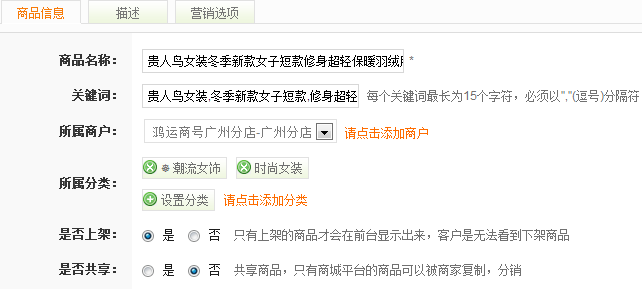 商品信息 描述 营销选项
商品名称： 贵人鸟女装冬季新款女子短款修身超轻保暖羽绒 *
关键词： 贵人鸟女装,冬季新款女子短款,修身超轻 每个关键词最长为15个字符，必须以","(逗号)分隔符
所属商户： 鸿运商号广州分店-广州分店 请点击添加商户
所属分类： ❅ 潮流女饰 时尚女装
设置分类 请点击添加分类
是否上架： 是 否 只有上架的商品才会在前台显示出来，客户是无法看到下架商品
是否共享： 是 否 共享商品，只有商城平台的商品可以被商家复制，分销